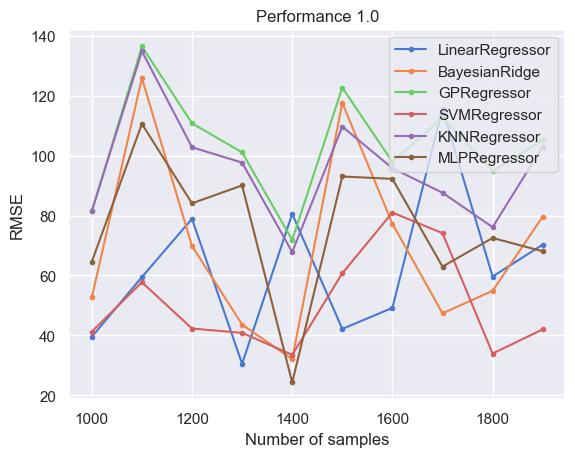 Performance 1.0
140
120
100
80
60
40
20
RMSE
LinearRegressor
BayesianRidge
GPRegressor
SVMRegressor
KNNRegressor
MLPRegressor
1000
1200
1400
1600
1800
Number of samples